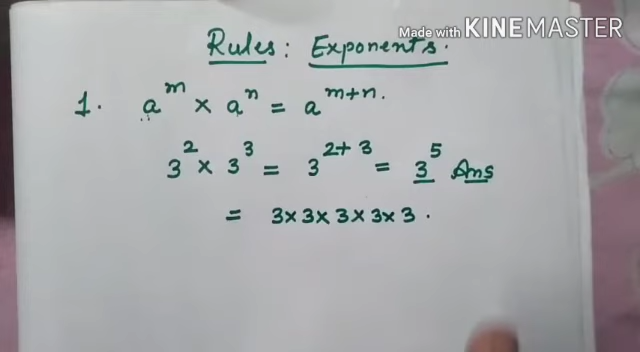 Made with KINEMASTER
Rules: Exponents.
1. a^m × a^n = a^m+n.
3^2 × 3^3 = 3^2+3 = 3^5 Ans
= 3×3×3×3×3.